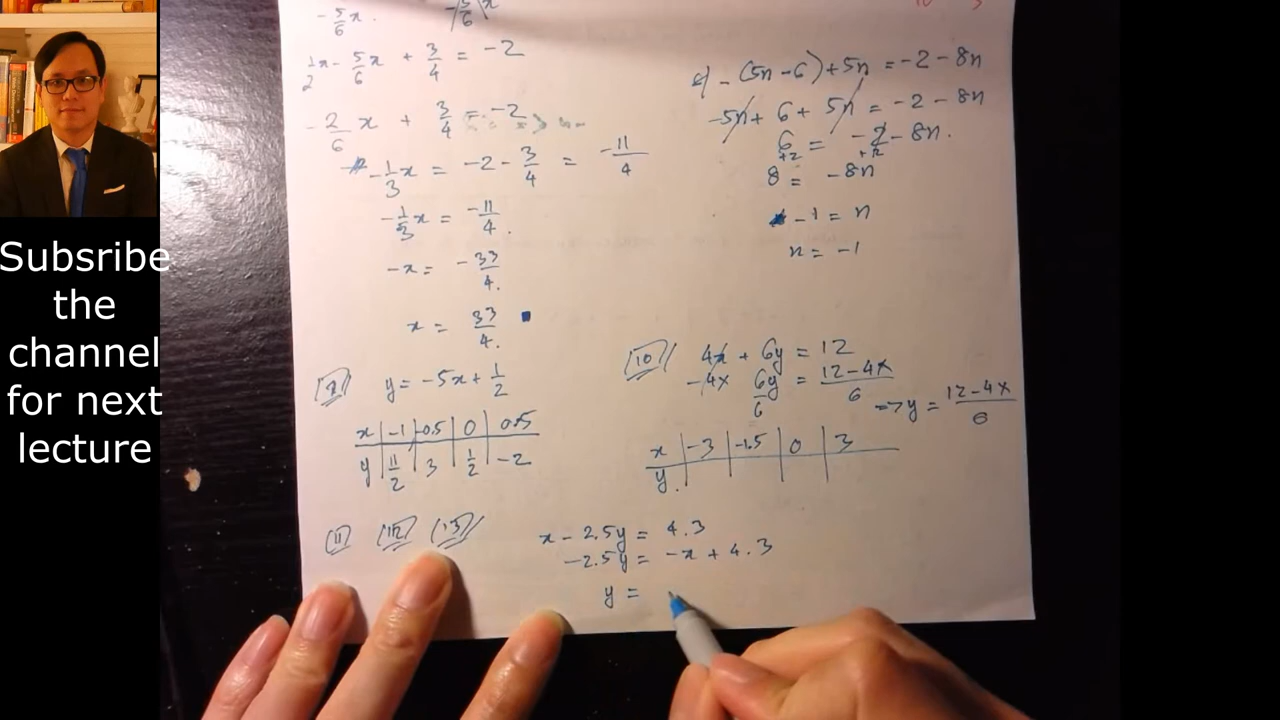 Subsribe
the
channel
for next
lecture
-5/6 x. -5/6 x
1/2 x - 5/6 x + 3/4 = -2
-2/6 x + 3/4 = -2
-1/3 x = -2 - 3/4 = -11/4
-1/3 x = -11/4.
-x = -33/4.
x = 33/4.
-(5n-6)+5n = -2-8n
-5n + 6 + 5n = -2 - 8n
6 = -2 - 8n.
+2 +2
8 = -8n
-1 = n
n = -1
y = -5x + 1/2
x | -1 | -0.5 | 0 | 0.5
y | 11/2 | 3 | 1/2 | -2
10 4x + 6y = 12
-4x 6y/6 = 12-4x/6
=> y = 12-4x/6
x | -3 | -1.5 | 0 | 3
y.
11 12 13
x - 2.5y = 4.3
-2.5y = -x + 4.3
y =